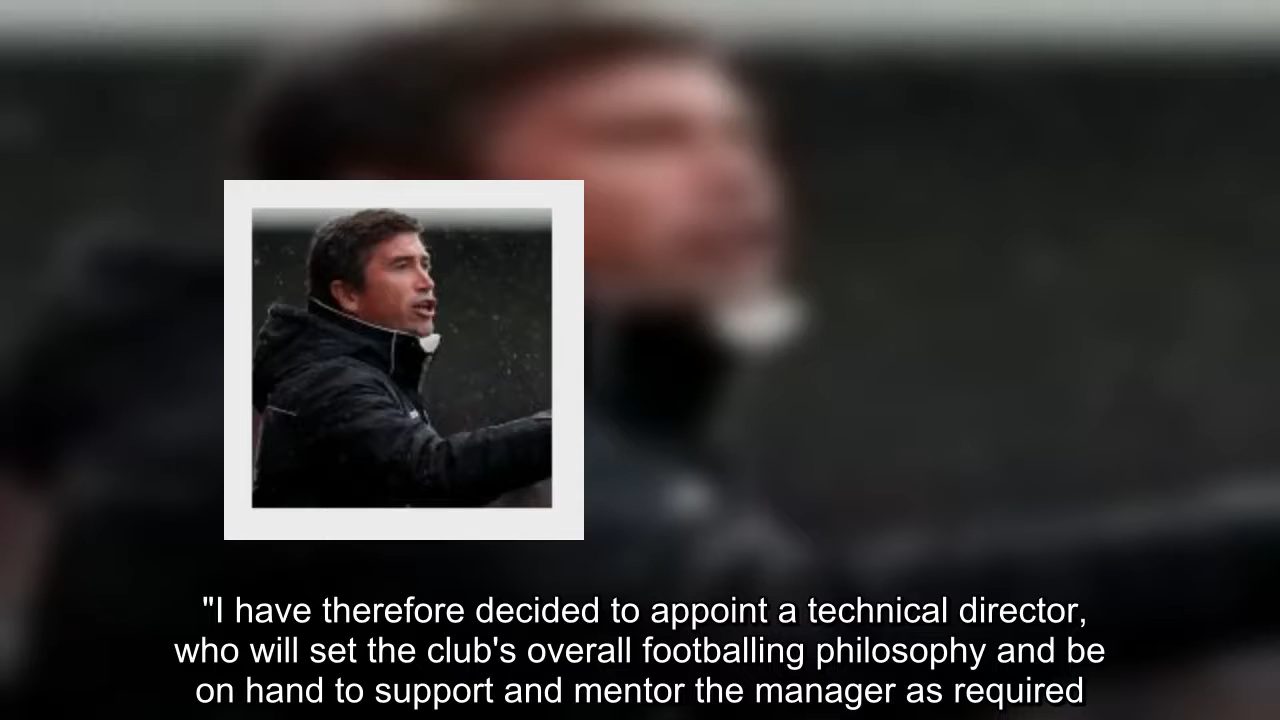 "I have therefore decided to appoint a technical director,
who will set the club's overall footballing philosophy and be
on hand to support and mentor the manager as required